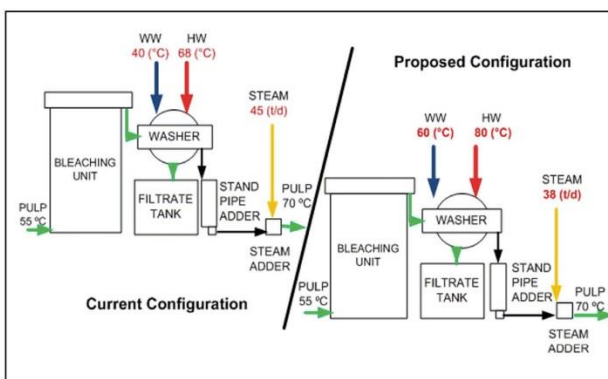 WW
40 (°C)
HW
68 (°C)
STEAM
45 (t/d)
BLEACHING
UNIT
WASHER
FILTRATE
TANK
STAND
PIPE
ADDER
PULP
70 ºC
PULP
55 ºC
STEAM
ADDER
Current Configuration
Proposed Configuration
WW
60 (°C)
HW
80 (°C)
STEAM
38 (t/d)
WASHER
BLEACHING
UNIT
FILTRATE
TANK
STAND
PIPE
ADDER
PULP
55 ºC
PULP
70 ºC
STEAM
ADDER